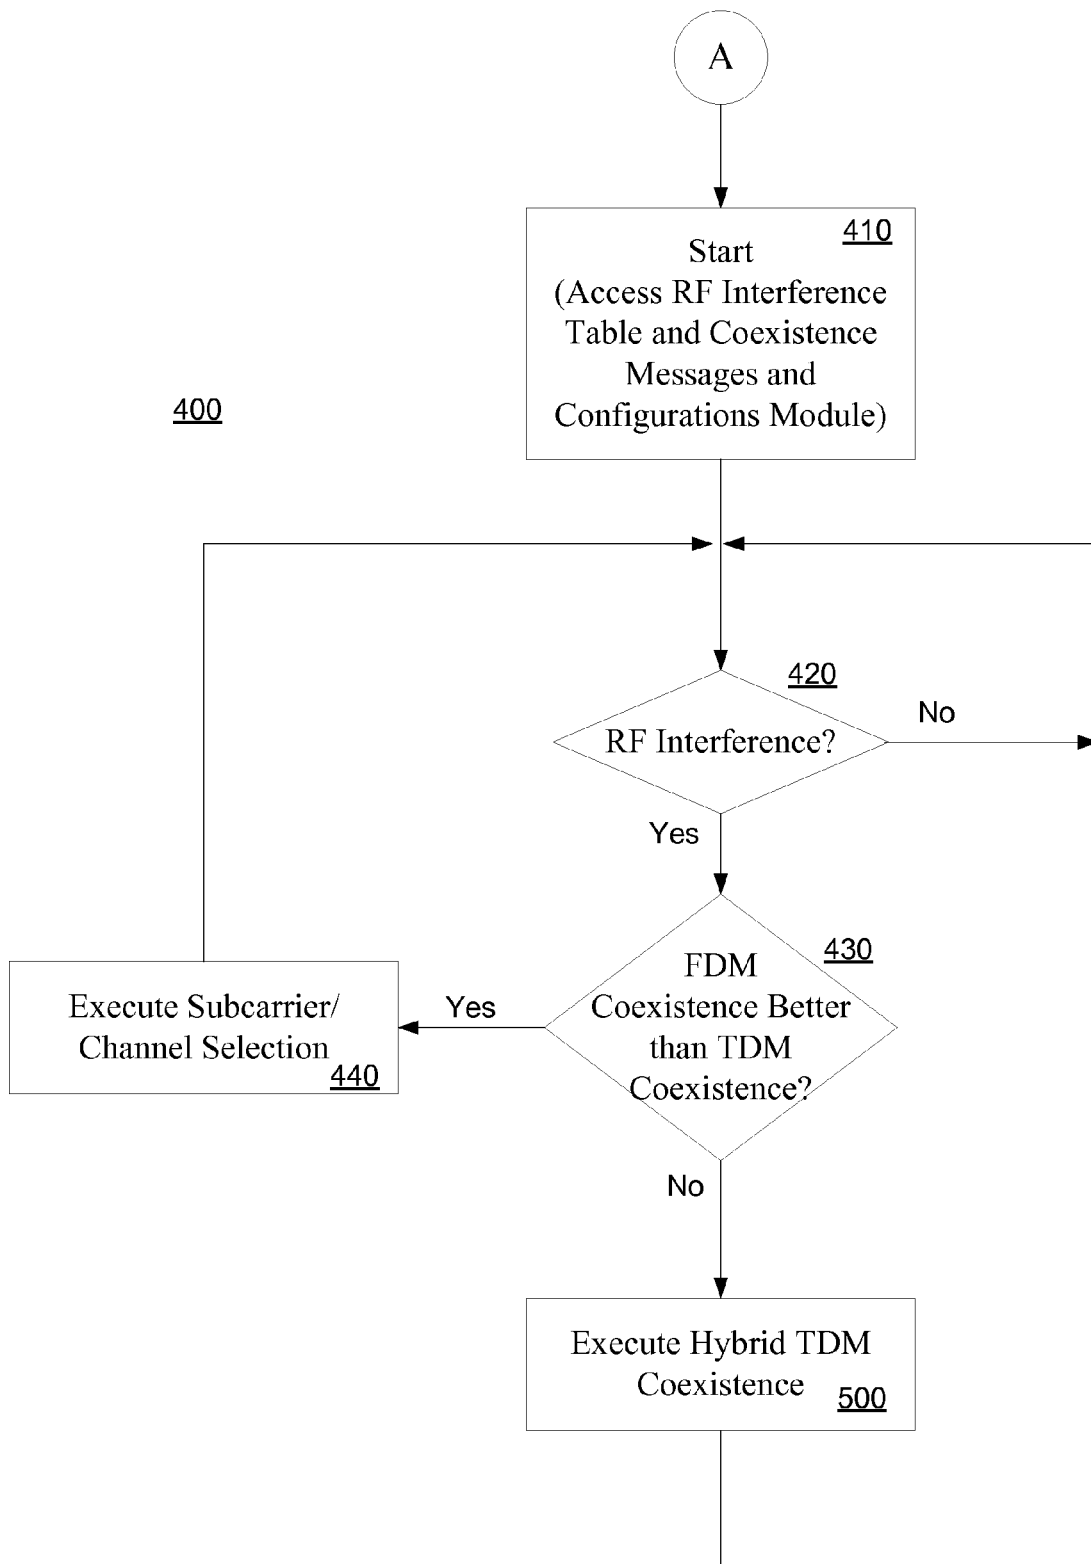 A
410
Start
(Access RF Interference
Table and Coexistence
Messages and
Configurations Module)
400
420
RF Interference?
No
Yes
430
FDM
Coexistence Better
than TDM
Coexistence?
Yes
Execute Subcarrier/
Channel Selection
440
No
Execute Hybrid TDM
Coexistence
500